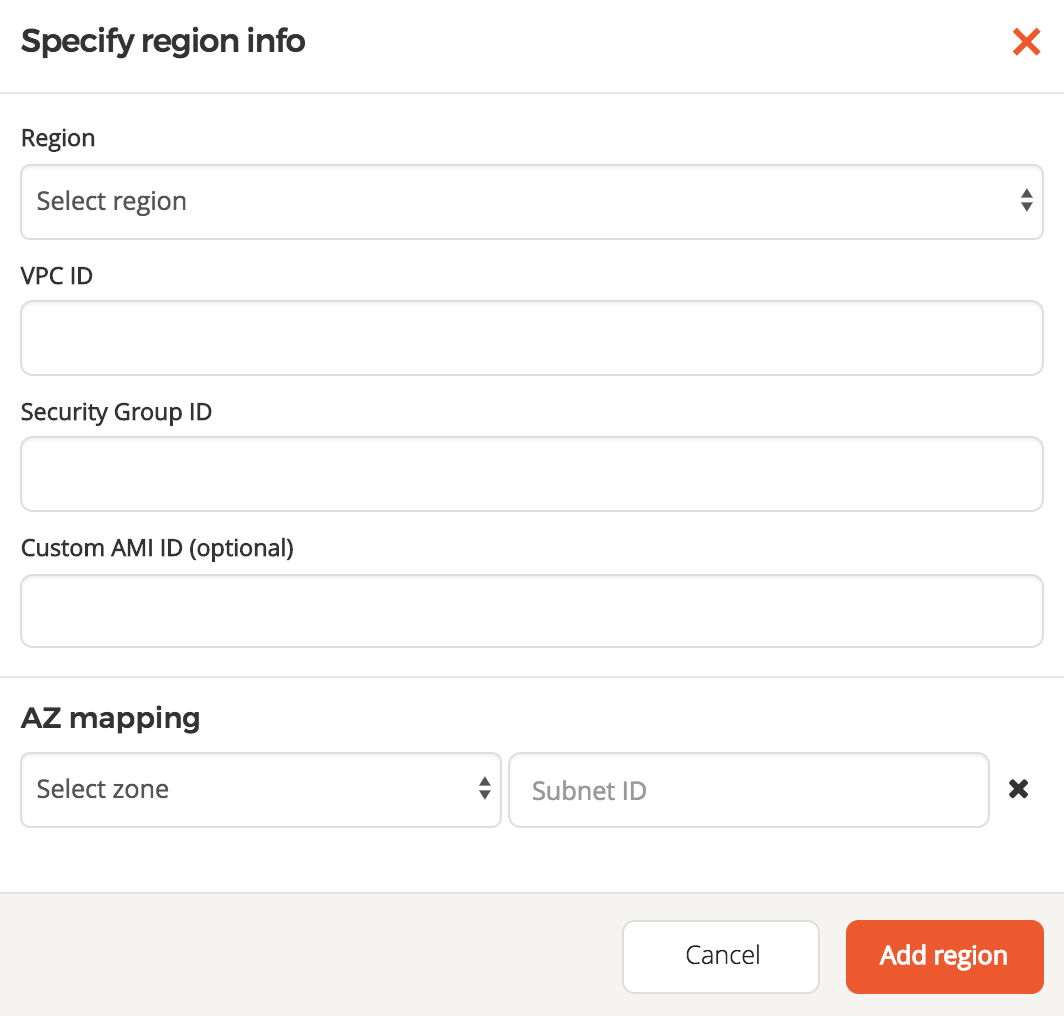 Specify region info
Region
Select region
VPC ID
Security Group ID
Custom AMI ID (optional)
AZ mapping
Select zone
Subnet ID
Cancel
Add region